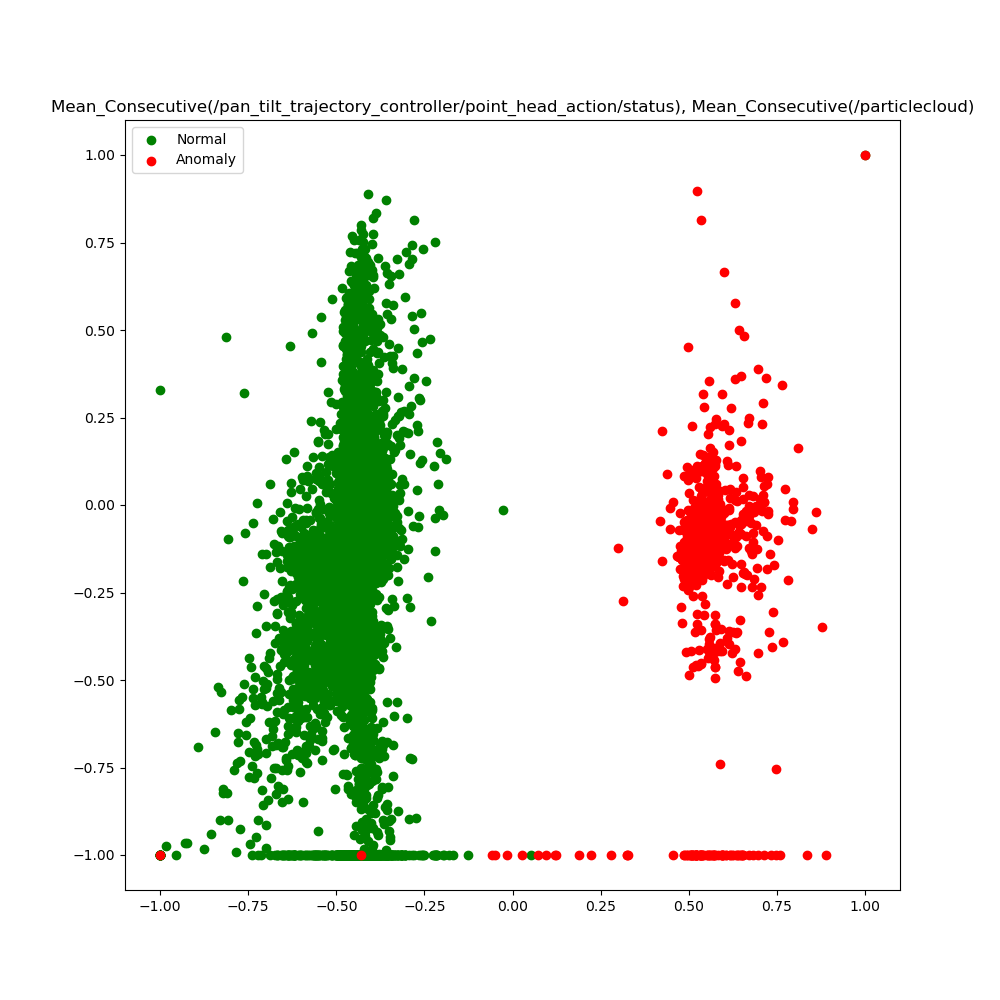 Mean_Consecutive(/pan_tilt_trajectory_controller/point_head_action/status), Mean_Consecutive(/particlecloud)
Normal
Anomaly
1.00
0.75
0.50
0.25
0.00
−0.25
−0.50
−0.75
−1.00
−1.00 −0.75 −0.50 −0.25 0.00 0.25 0.50 0.75 1.00